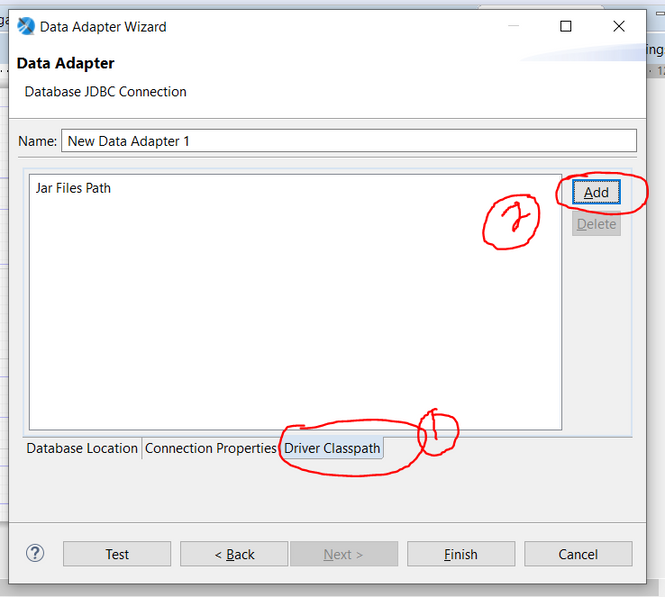 Data Adapter Wizard
Data Adapter
Database JDBC Connection
Name: New Data Adapter 1
Jar Files Path
Add
2
Delete
1
Database Location Connection Properties Driver Classpath
? Test < Back Next > Finish Cancel